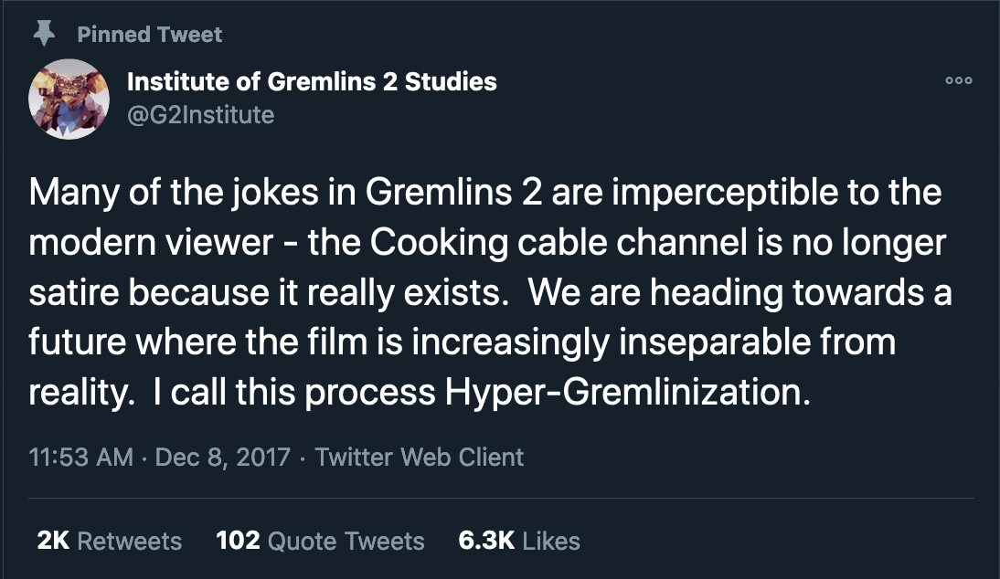 Pinned Tweet
Institute of Gremlins 2 Studies
@G2Institute
Many of the jokes in Gremlins 2 are imperceptible to the
modern viewer - the Cooking cable channel is no longer
satire because it really exists.  We are heading towards a
future where the film is increasingly inseparable from
reality.  I call this process Hyper-Gremlinization.
11:53 AM · Dec 8, 2017 · Twitter Web Client
2K Retweets 102 Quote Tweets 6.3K Likes